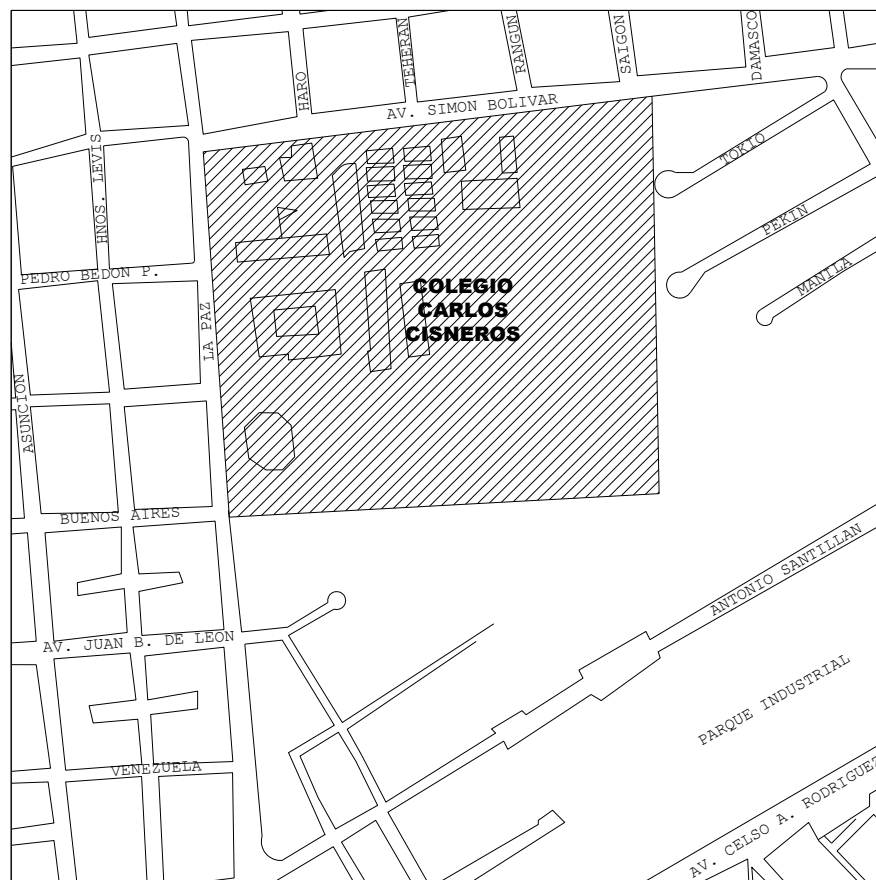 HARO
TEHERAN
RANGUN
SAIGON
DAMASCO
AV. SIMON BOLIVAR
HNOS. LEVIS
TOKIO
PEKIN
MANILA
PEDRO BEDON P.
COLEGIO
CARLOS
CISNEROS
LA PAZ
ASUNCION
BUENOS AIRES
ANTONIO SANTILLAN
AV. JUAN B. DE LEON
PARQUE INDUSTRIAL
VENEZUELA
AV. CELSO A. RODRIGUEZ